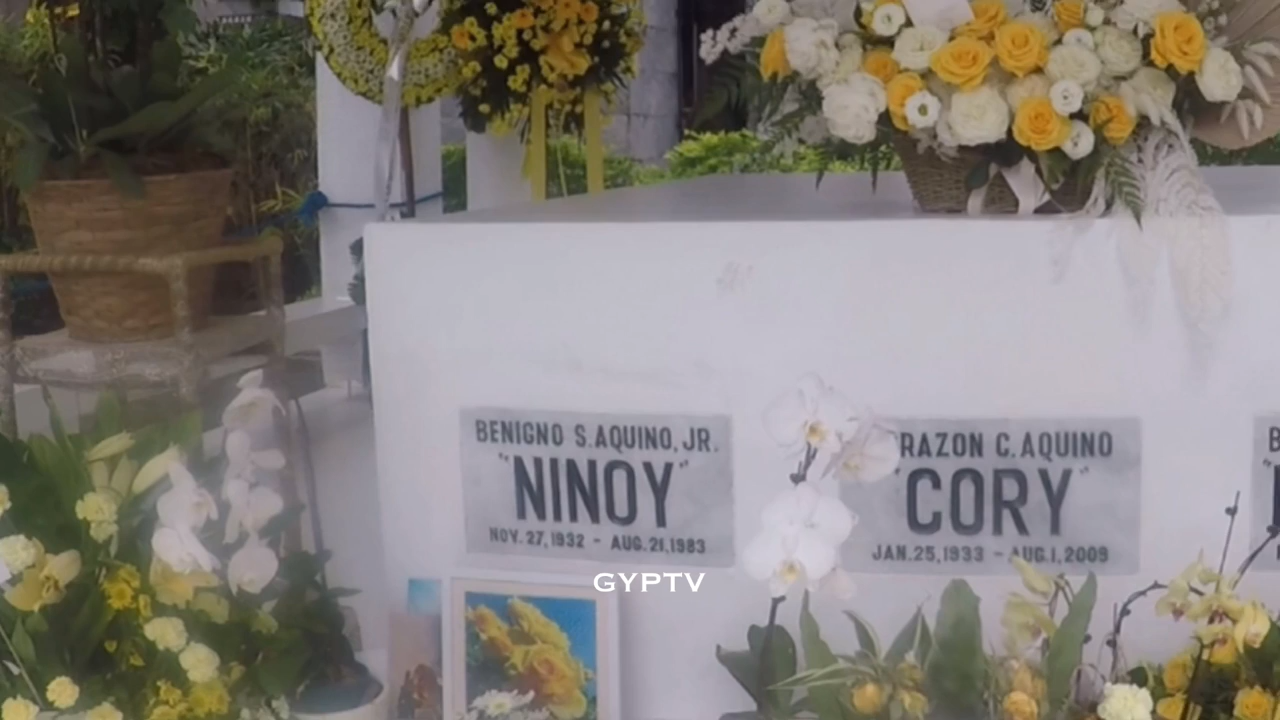 BENIGNO S. AQUINO, JR.
"NINOY"
NOV. 27, 1932 - AUG. 21, 1983
RAZON C. AQUINO
"CORY"
JAN. 25, 1933 - AUG. 1, 2009
GYPTV